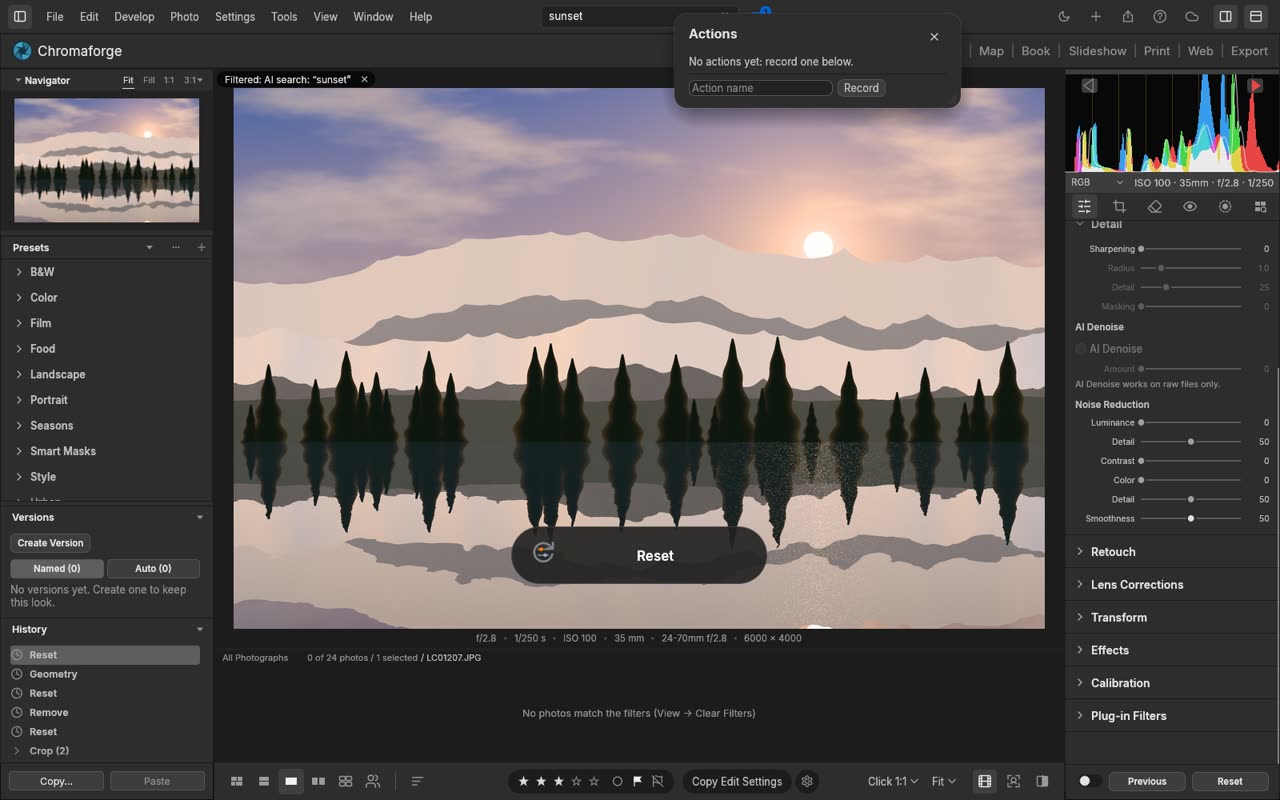 File Edit Develop Photo Settings Tools View Window Help
sunset
Actions
No actions yet: record one below.
Action name Record
Chromaforge
Map Book Slideshow Print Web Export
Navigator Fit Fill 1:1 3:1
Filtered: AI search: “sunset”
RGB ISO 100 · 35mm · f/2.8 · 1/250
Presets
B&W
Color
Film
Food
Landscape
Portrait
Seasons
Smart Masks
Style
Versions
Create Version
Named (0) Auto (0)
No versions yet. Create one to keep
this look.
History
Reset
Geometry
Reset
Remove
Reset
Crop (2)
Copy... Paste
Reset
f/2.8 · 1/250 s · ISO 100 · 35 mm · 24-70mm f/2.8 · 6000 × 4000
All Photographs 0 of 24 photos / 1 selected / LC01207.JPG
No photos match the filters (View → Clear Filters)
Copy Edit Settings
Click 1:1 Fit
Detail
Sharpening 0
Radius 1.0
Detail 25
Masking 0
AI Denoise
AI Denoise
Amount 0
AI Denoise works on raw files only.
Noise Reduction
Luminance 0
Detail 50
Contrast 0
Color 0
Detail 50
Smoothness 50
Retouch
Lens Corrections
Transform
Effects
Calibration
Plug-in Filters
Previous Reset